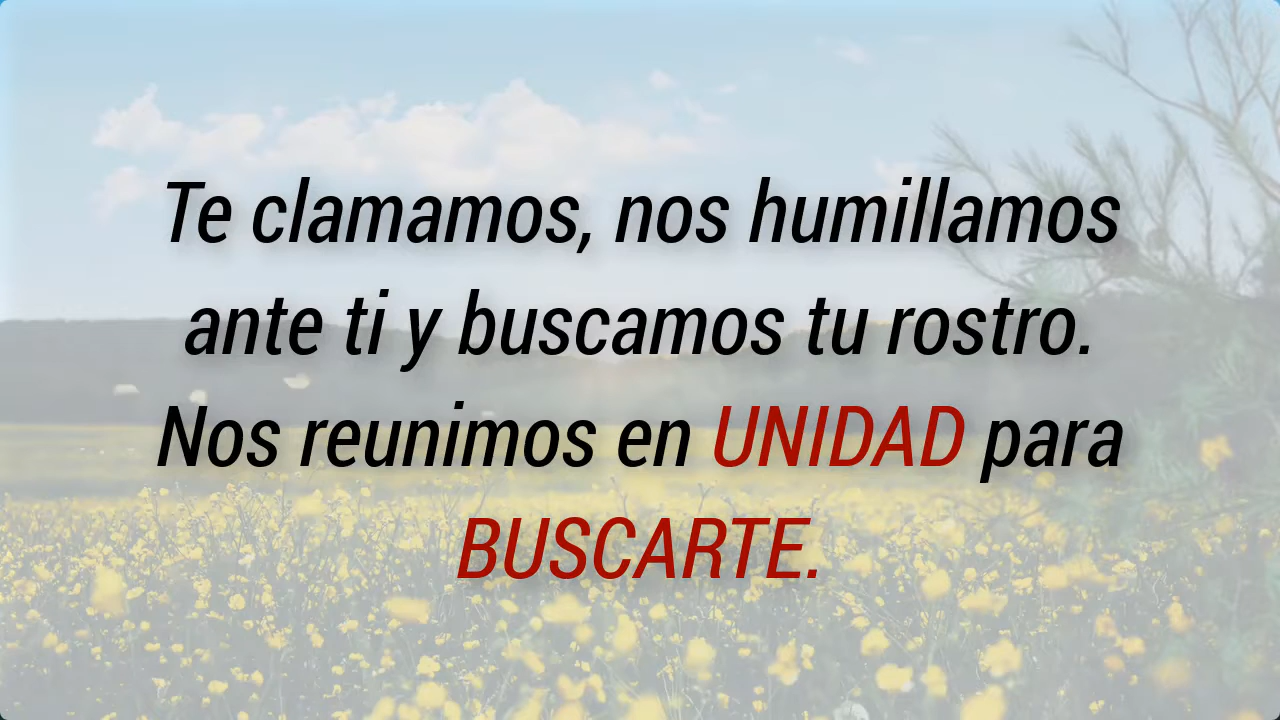 Te clamamos, nos humillamos
ante ti y buscamos tu rostro.
Nos reunimos en UNIDAD para
BUSCARTE.